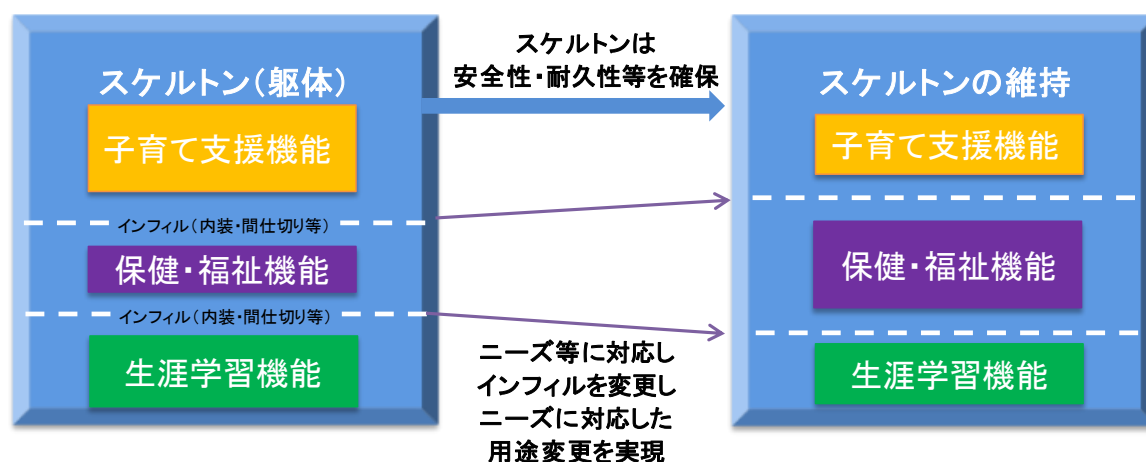 スケルトン(躯体)
子育て支援機能
インフィル(内装・間仕切り等)
保健・福祉機能
インフィル(内装・間仕切り等)
生涯学習機能
スケルトンは
安全性・耐久性等を確保
ニーズ等に対応し
インフィルを変更し
ニーズに対応した
用途変更を実現
スケルトンの維持
子育て支援機能
保健・福祉機能
生涯学習機能